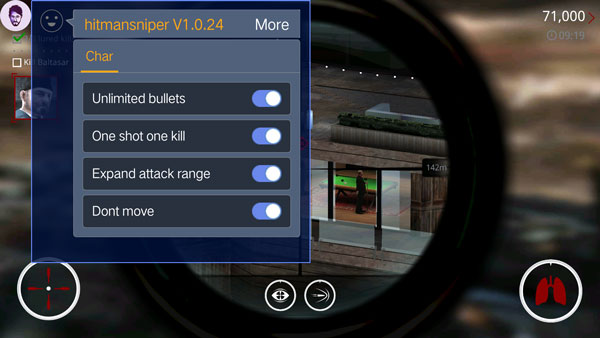 hitmansniper V1.0.24
More
71,000
09:19
Kill Baltasar
Char
Unlimited bullets
One shot one kill
Expand attack range
Dont move
142m